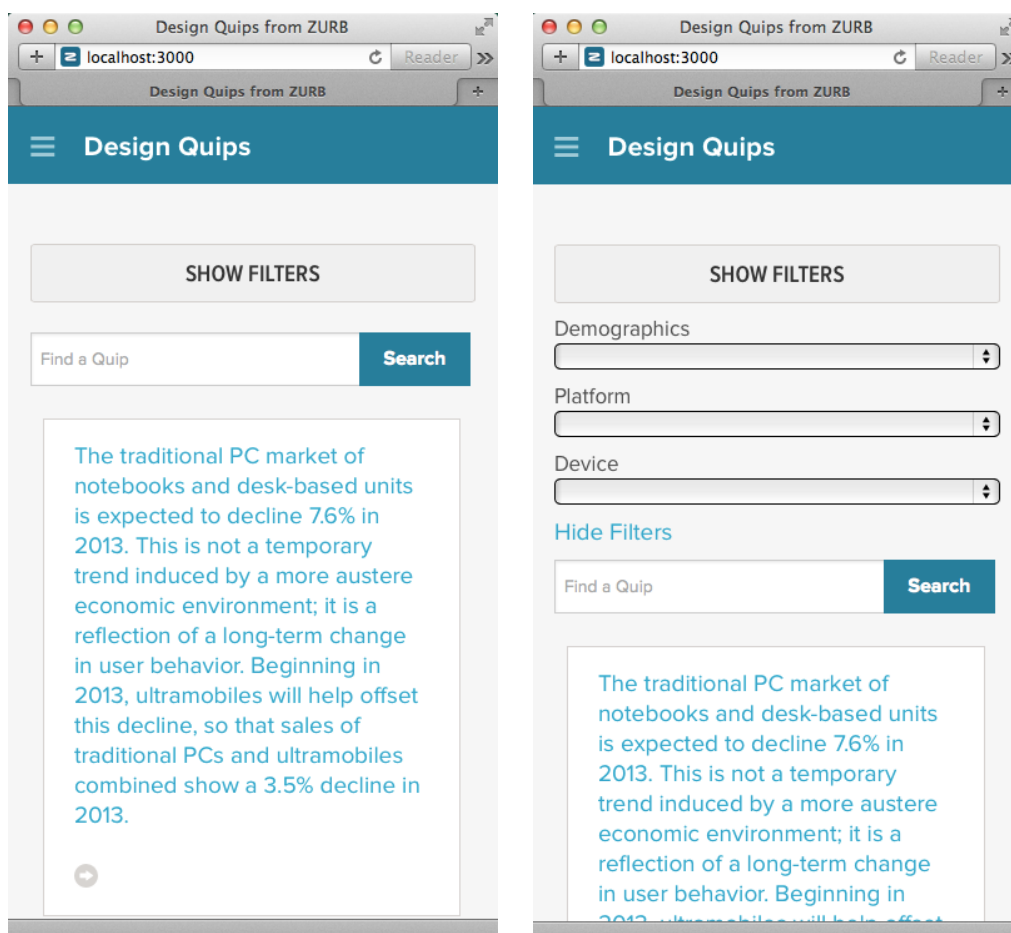 Design Quips from ZURB
localhost:3000
Reader
Design Quips from ZURB
Design Quips
SHOW FILTERS
Find a Quip
Search
The traditional PC market of
notebooks and desk-based units
is expected to decline 7.6% in
2013. This is not a temporary
trend induced by a more austere
economic environment; it is a
reflection of a long-term change
in user behavior. Beginning in
2013, ultramobiles will help offset
this decline, so that sales of
traditional PCs and ultramobiles
combined show a 3.5% decline in
2013.
Design Quips from ZURB
localhost:3000
Reader
Design Quips from ZURB
Design Quips
SHOW FILTERS
Demographics
Platform
Device
Hide Filters
Find a Quip
Search
The traditional PC market of
notebooks and desk-based units
is expected to decline 7.6% in
2013. This is not a temporary
trend induced by a more austere
economic environment; it is a
reflection of a long-term change
in user behavior. Beginning in
2013, ultramobiles will help offset